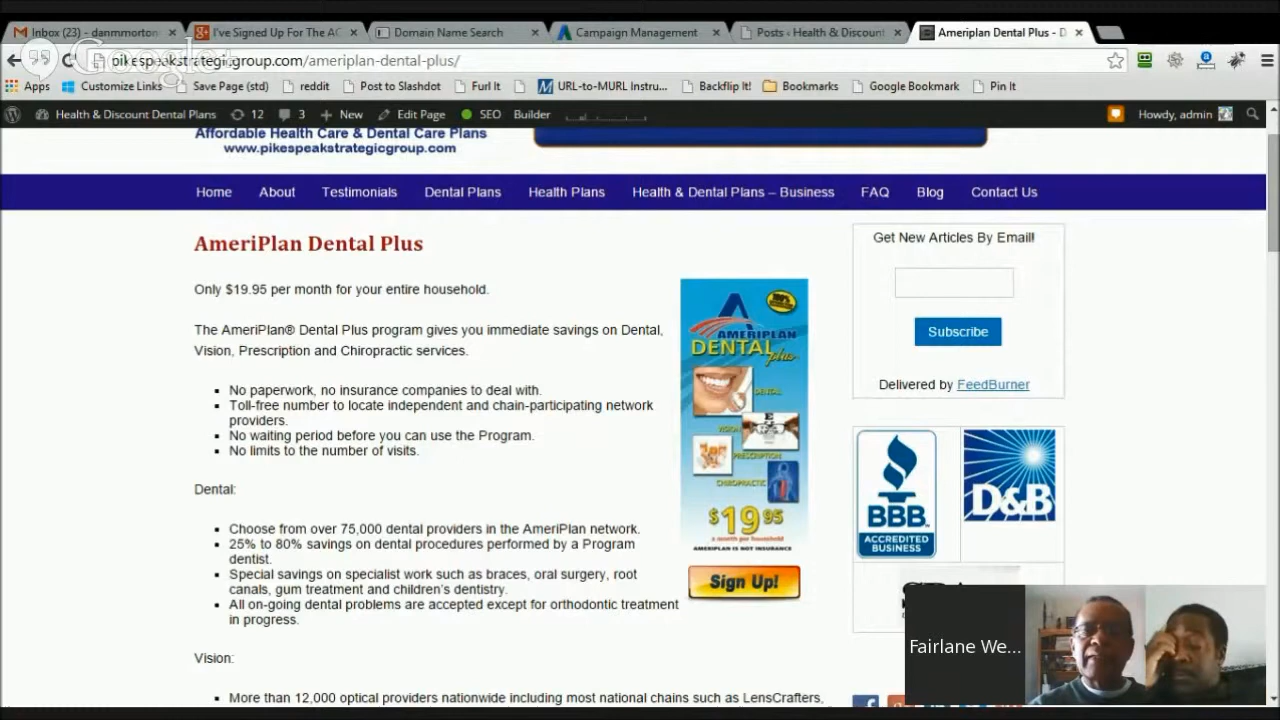 Inbox (23) - danmmorton
I've Signed Up For The AC
Domain Name Search
Campaign Management
Posts ‹ Health & Discount
Ameriplan Dental Plus - D
Google+
pikespeakstrategicgroup.com/ameriplan-dental-plus/
Apps
Customize Links
Save Page (std)
reddit
Post to Slashdot
Furl It
URL-to-MURL Instru...
Backflip It!
Bookmarks
Google Bookmark
Pin It
Health & Discount Dental Plans
12
3
New
Edit Page
SEO
Builder
Howdy, admin
Affordable Health Care & Dental Care Plans
www.pikespeakstrategicgroup.com
Home
About
Testimonials
Dental Plans
Health Plans
Health & Dental Plans – Business
FAQ
Blog
Contact Us
AmeriPlan Dental Plus
Only $19.95 per month for your entire household.
The AmeriPlan® Dental Plus program gives you immediate savings on Dental,
Vision, Prescription and Chiropractic services.
No paperwork, no insurance companies to deal with.
Toll-free number to locate independent and chain-participating network
providers.
No waiting period before you can use the Program.
No limits to the number of visits.
Dental:
Choose from over 75,000 dental providers in the AmeriPlan network.
25% to 80% savings on dental procedures performed by a Program
dentist.
Special savings on specialist work such as braces, oral surgery, root
canals, gum treatment and children's dentistry.
All on-going dental problems are accepted except for orthodontic treatment
in progress.
Vision:
More than 12,000 optical providers nationwide including most national chains such as LensCrafters,
AMERIPLAN
DENTAL
plus
DENTAL
VISION
PRESCRIPTION
CHIROPRACTIC
$19.95
a month per household
AMERIPLAN IS NOT INSURANCE
Sign Up!
Get New Articles By Email!
Subscribe
Delivered by FeedBurner
BBB
ACCREDITED
BUSINESS
D&B
Fairlane We...